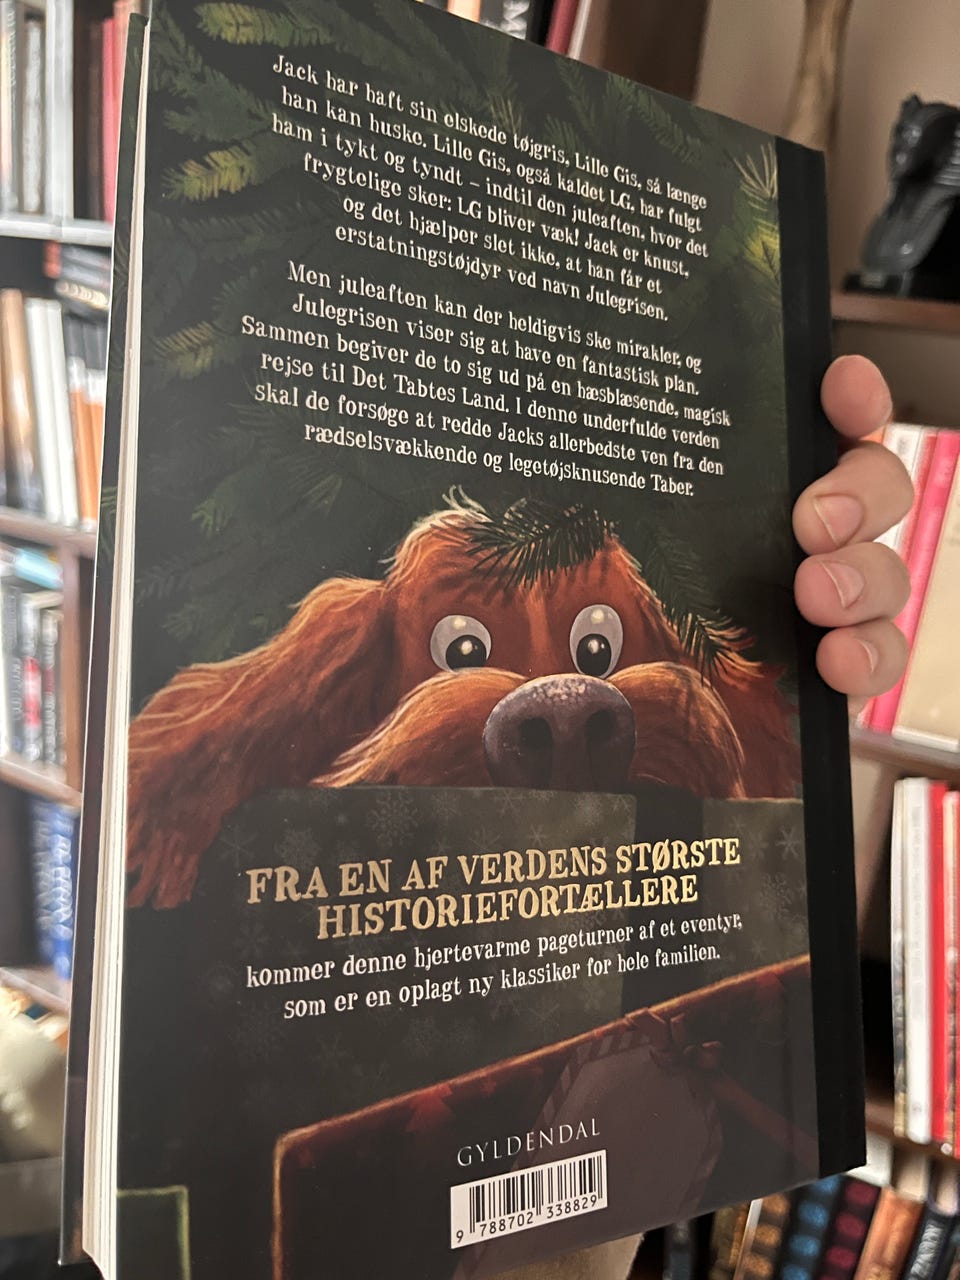 Jack har haft sin elskede tøjgris, Lille Gis, så længe
han kan huske. Lille Gis, også kaldet LG, har fulgt
ham i tykt og tyndt – indtil den juleaften, hvor det
frygtelige sker: LG bliver væk! Jack er knust,
og det hjælper slet ikke, at han får et
erstatningstøjdyr ved navn Julegrisen.
Men juleaften kan der heldigvis ske mirakler, og
Julegrisen viser sig at have en fantastisk plan.
Sammen begiver de to sig ud på en hæsblæsende, magisk
rejse til Det Tabtes Land. I denne underfulde verden
skal de forsøge at redde Jacks allerbedste ven fra den
rædselsvækkende og legetøjsknusende Taber.
FRA EN AF VERDENS STØRSTE
HISTORIEFORTÆLLERE
kommer denne hjertevarme pageturner af et eventyr,
som er en oplagt ny klassiker for hele familien.
GYLDENDAL
9 788702 338829